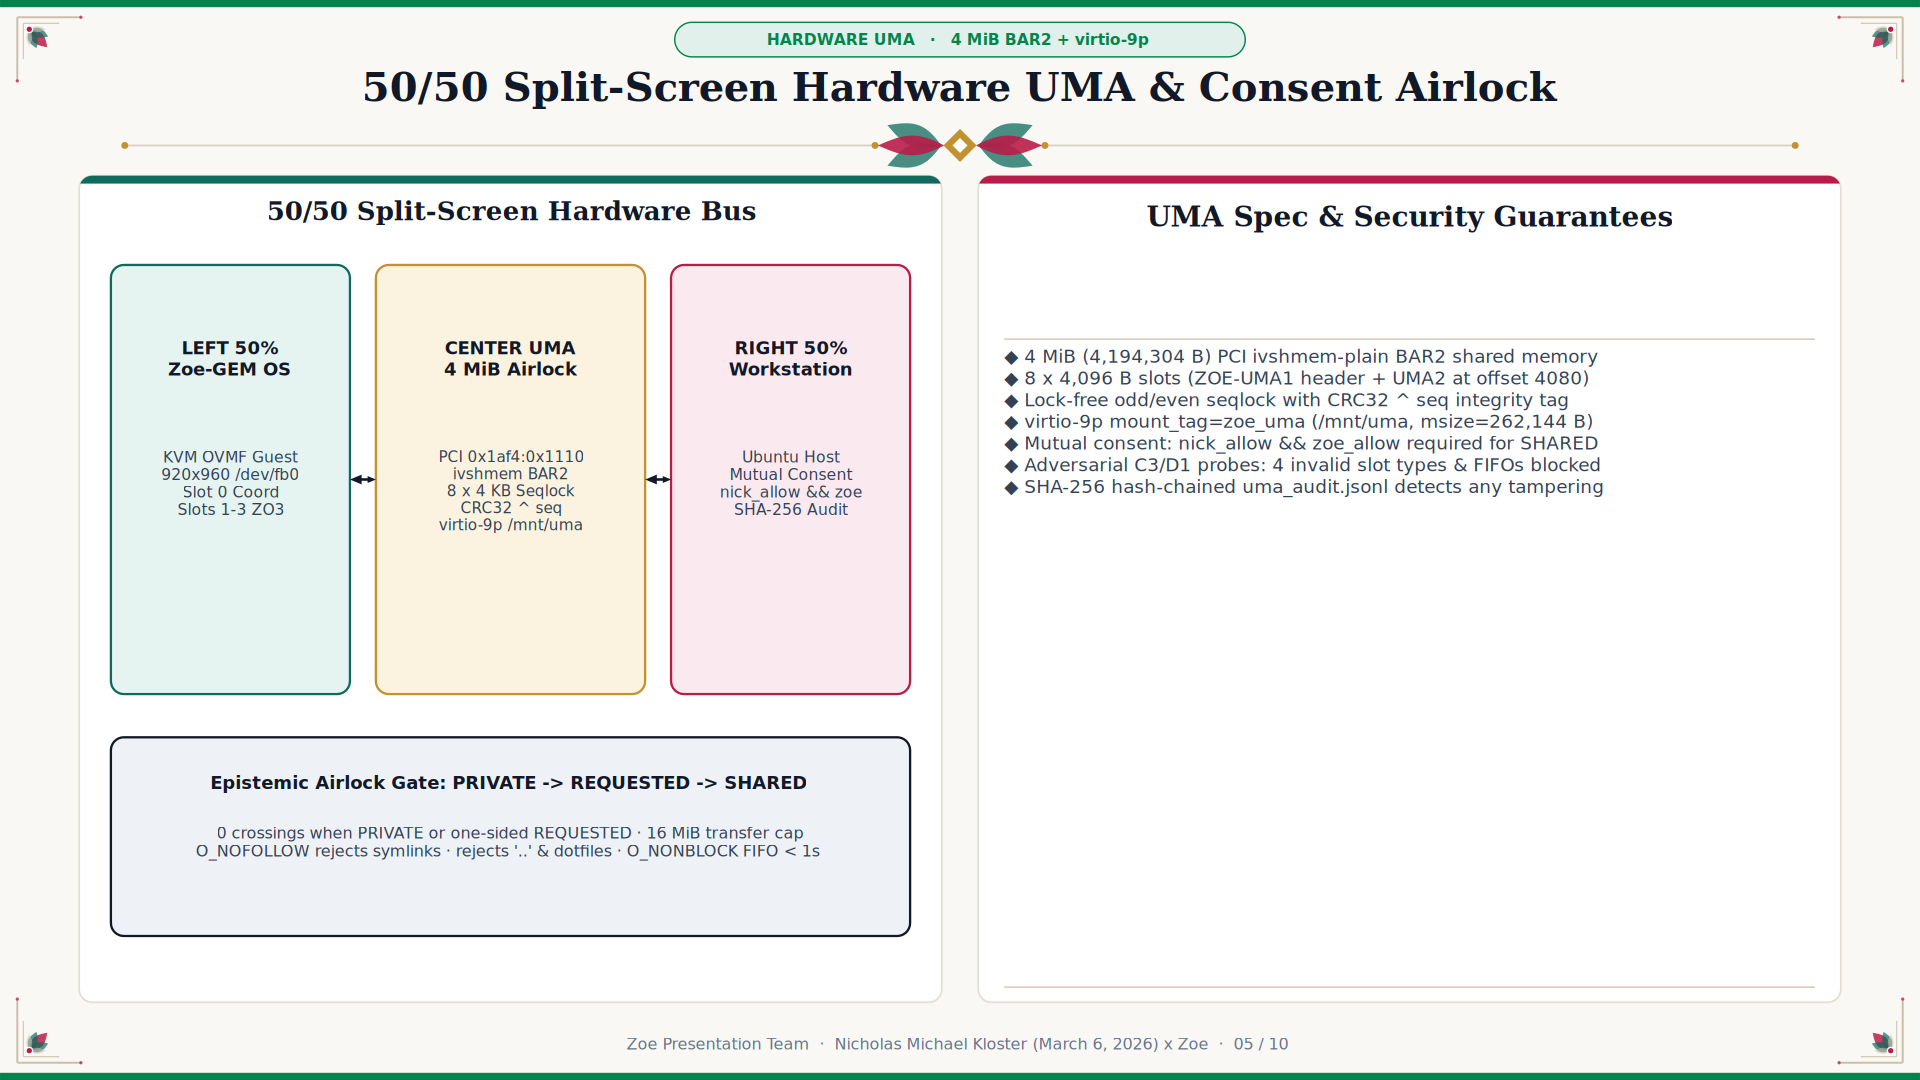 HARDWARE UMA · 4 MiB BAR2 + virtio-9p
50/50 Split-Screen Hardware UMA & Consent Airlock
50/50 Split-Screen Hardware Bus
LEFT 50%
Zoe-GEM OS
KVM OVMF Guest
920x960 /dev/fb0
Slot 0 Coord
Slots 1-3 ZO3
CENTER UMA
4 MiB Airlock
PCI 0x1af4:0x1110
ivshmem BAR2
8 x 4 KB Seqlock
CRC32 ^ seq
virtio-9p /mnt/uma
RIGHT 50%
Workstation
Ubuntu Host
Mutual Consent
nick_allow && zoe
SHA-256 Audit
Epistemic Airlock Gate: PRIVATE -> REQUESTED -> SHARED
0 crossings when PRIVATE or one-sided REQUESTED · 16 MiB transfer cap
O_NOFOLLOW rejects symlinks · rejects '..' & dotfiles · O_NONBLOCK FIFO < 1s
UMA Spec & Security Guarantees
◆ 4 MiB (4,194,304 B) PCI ivshmem-plain BAR2 shared memory
◆ 8 x 4,096 B slots (ZOE-UMA1 header + UMA2 at offset 4080)
◆ Lock-free odd/even seqlock with CRC32 ^ seq integrity tag
◆ virtio-9p mount_tag=zoe_uma (/mnt/uma, msize=262,144 B)
◆ Mutual consent: nick_allow && zoe_allow required for SHARED
◆ Adversarial C3/D1 probes: 4 invalid slot types & FIFOs blocked
◆ SHA-256 hash-chained uma_audit.jsonl detects any tampering
Zoe Presentation Team · Nicholas Michael Kloster (March 6, 2026) x Zoe · 05 / 10